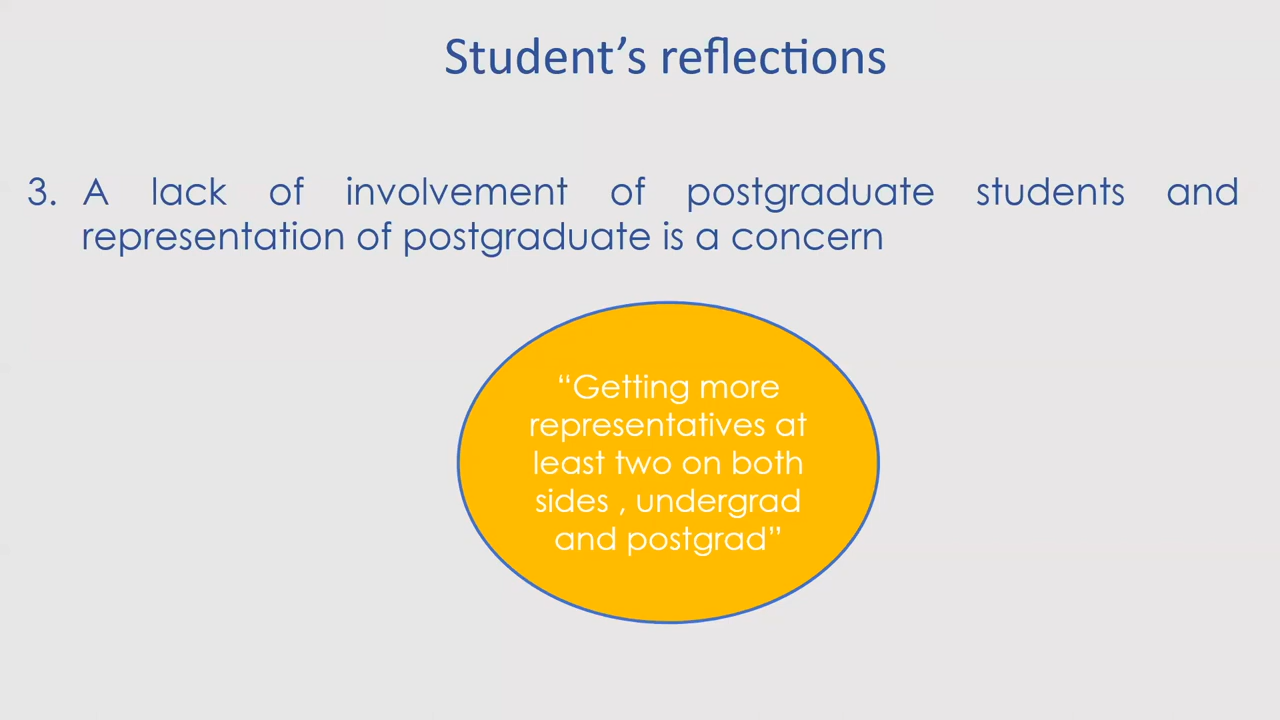 Student’s reflections
3. A lack of involvement of postgraduate students and
representation of postgraduate is a concern
“Getting more
representatives at
least two on both
sides , undergrad
and postgrad”